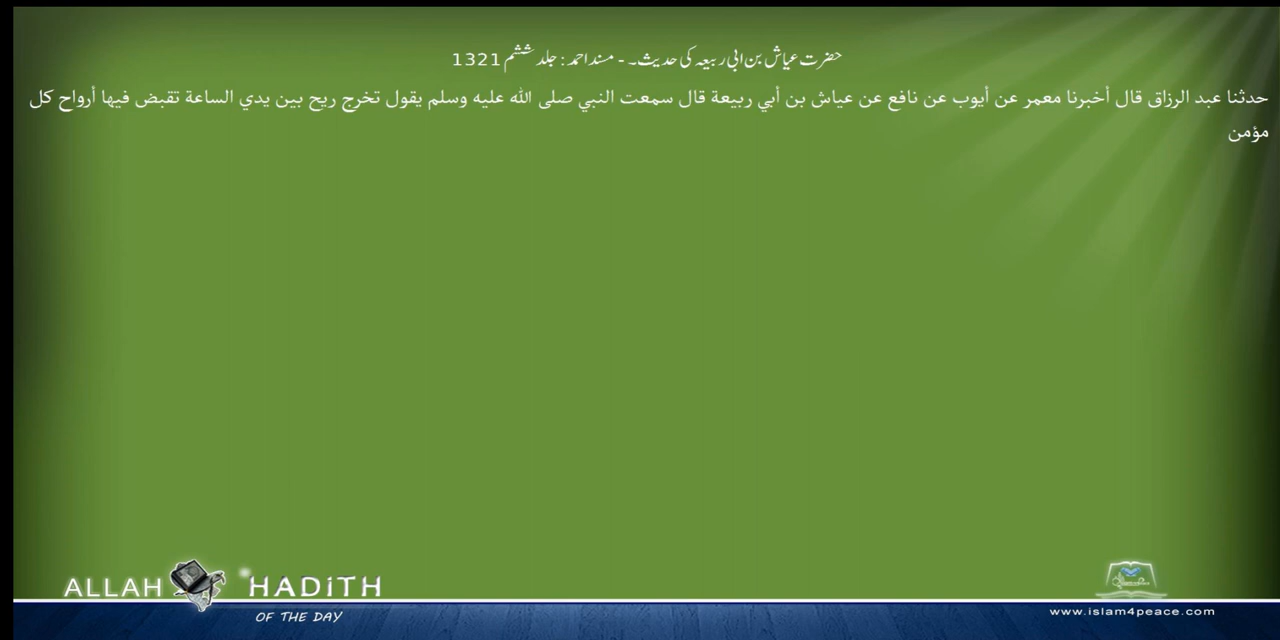 حضرت عیاش بن ابی ربیعہ کی حدیث۔ - مسند احمد : جلد ششم 1321
حدثنا عبد الرزاق قال أخبرنا معمر عن أيوب عن نافع عن عياش بن أبي ربيعة قال سمعت النبي صلى الله عليه وسلم يقول تخرج ريح بين يدي الساعة تقبض فيها أرواح كل
مؤمن
ALLAH HADiTH
OF THE DAY
www.islam4peace.com